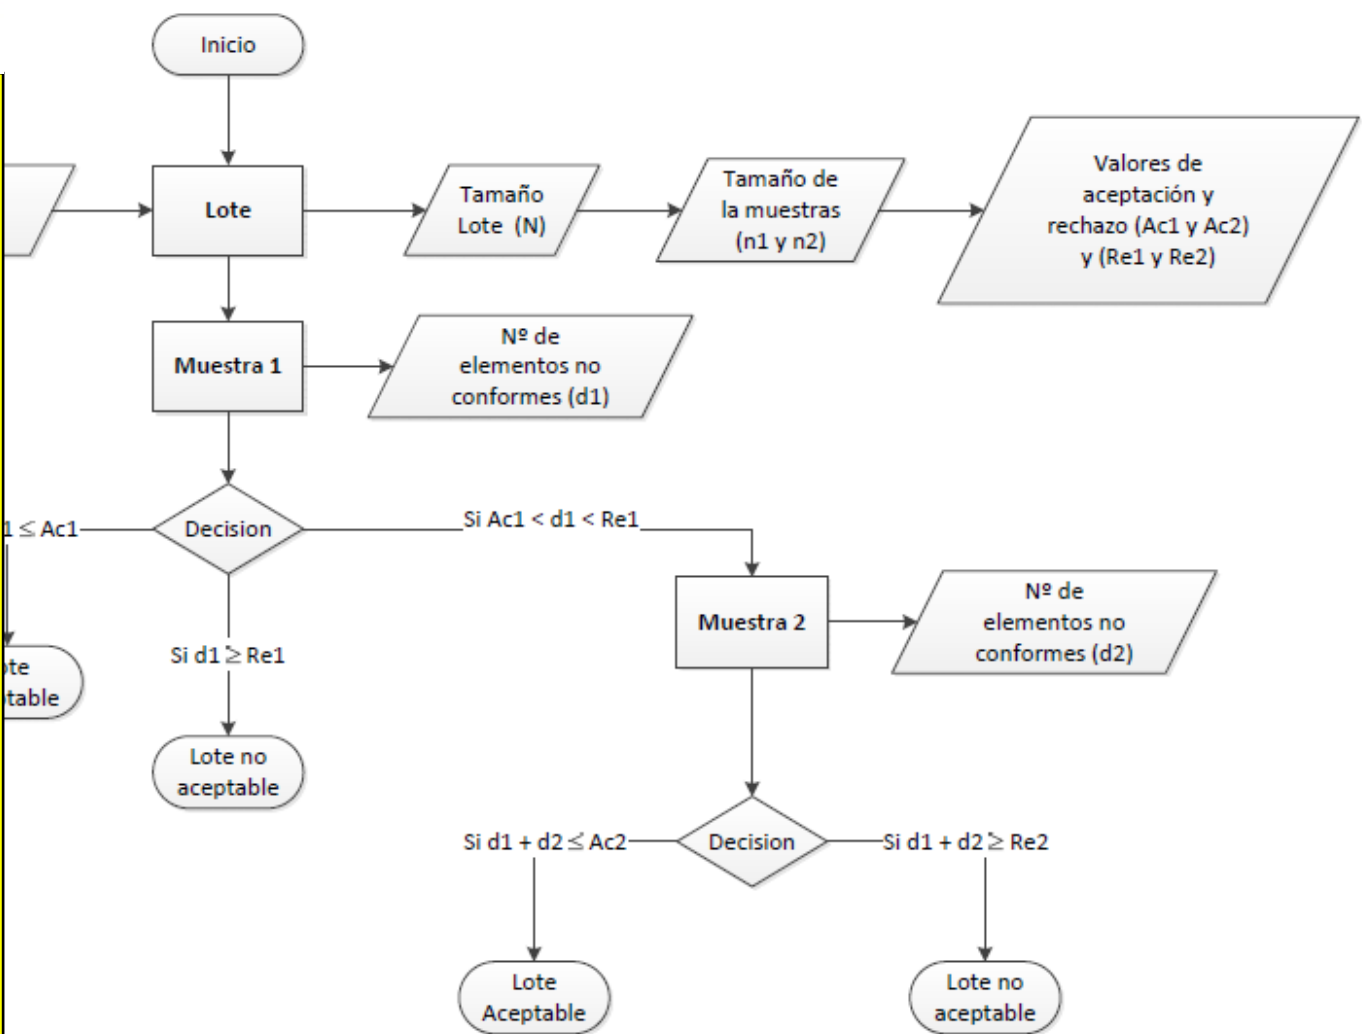 Inicio
Lote
Tamaño
Lote (N)
Tamaño de
la muestras
(n1 y n2)
Valores de
aceptación y
rechazo (Ac1 y Ac2)
y (Re1 y Re2)
Muestra 1
Nº de
elementos no
conformes (d1)
1 ≤ Ac1
Decision
Si Ac1 < d1 < Re1
Si d1 ≥ Re1
Muestra 2
Nº de
elementos no
conformes (d2)
Lote no
aceptable
Si d1 + d2 ≤ Ac2
Decision
Si d1 + d2 ≥ Re2
Lote
Aceptable
Lote no
aceptable